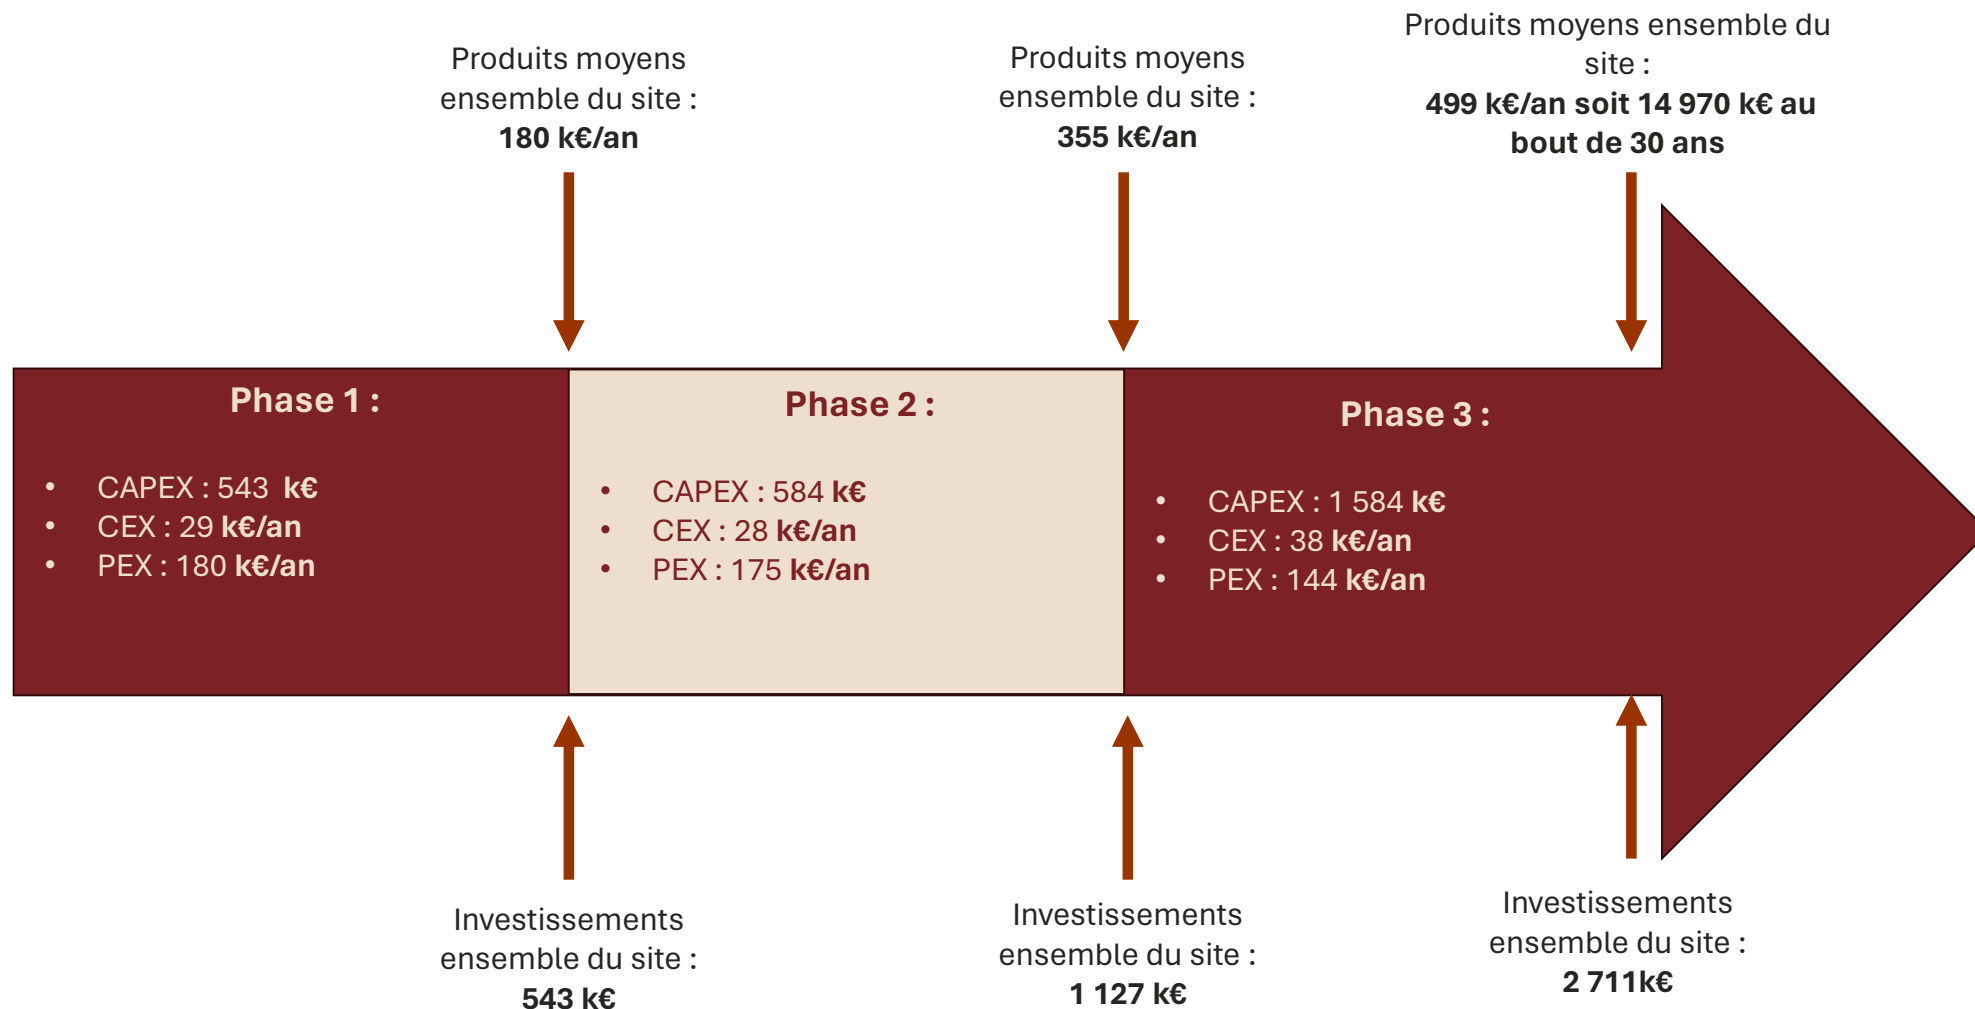 Produits moyens
ensemble du site :
180 k€/an
Produits moyens
ensemble du site :
355 k€/an
Produits moyens ensemble du
site :
499 k€/an soit 14 970 k€ au
bout de 30 ans
Phase 1 :
• CAPEX : 543 k€
• CEX : 29 k€/an
• PEX : 180 k€/an
Phase 2 :
• CAPEX : 584 k€
• CEX : 28 k€/an
• PEX : 175 k€/an
Phase 3 :
• CAPEX : 1 584 k€
• CEX : 38 k€/an
• PEX : 144 k€/an
Investissements
ensemble du site :
543 k€
Investissements
ensemble du site :
1 127 k€
Investissements
ensemble du site :
2 711k€